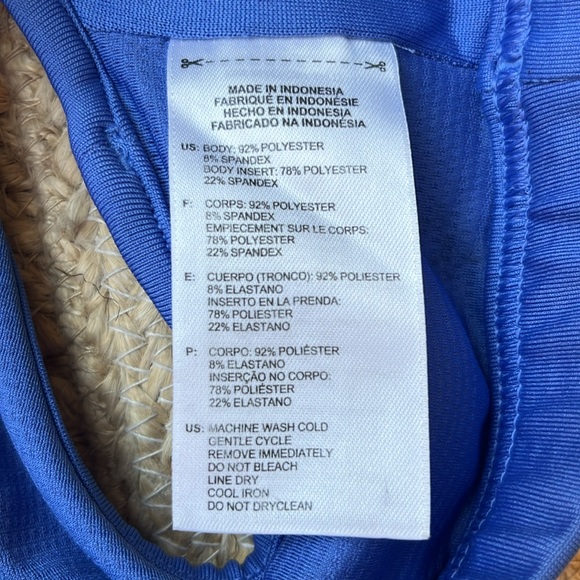 MADE IN INDONESIA
FABRIQUÉ EN INDONÉSIE
HECHO EN INDONESIA
FABRICADO NA INDONÉSIA
US: BODY: 92% POLYESTER
8% SPANDEX
BODY INSERT: 78% POLYESTER
22% SPANDEX
F: CORPS: 92% POLYESTER
8% SPANDEX
EMPIECEMENT SUR LE CORPS:
78% POLYESTER
22% SPANDEX
E: CUERPO (TRONCO): 92% POLIÉSTER
8% ELASTANO
INSERTO EN LA PRENDA:
78% POLIÉSTER
22% ELASTANO
P: CORPO: 92% POLIÉSTER
8% ELASTANO
INSERÇÃO NO CORPO:
78% POLIÉSTER
22% ELASTANO
US: MACHINE WASH COLD
GENTLE CYCLE
REMOVE IMMEDIATELY
DO NOT BLEACH
LINE DRY
COOL IRON
DO NOT DRYCLEAN